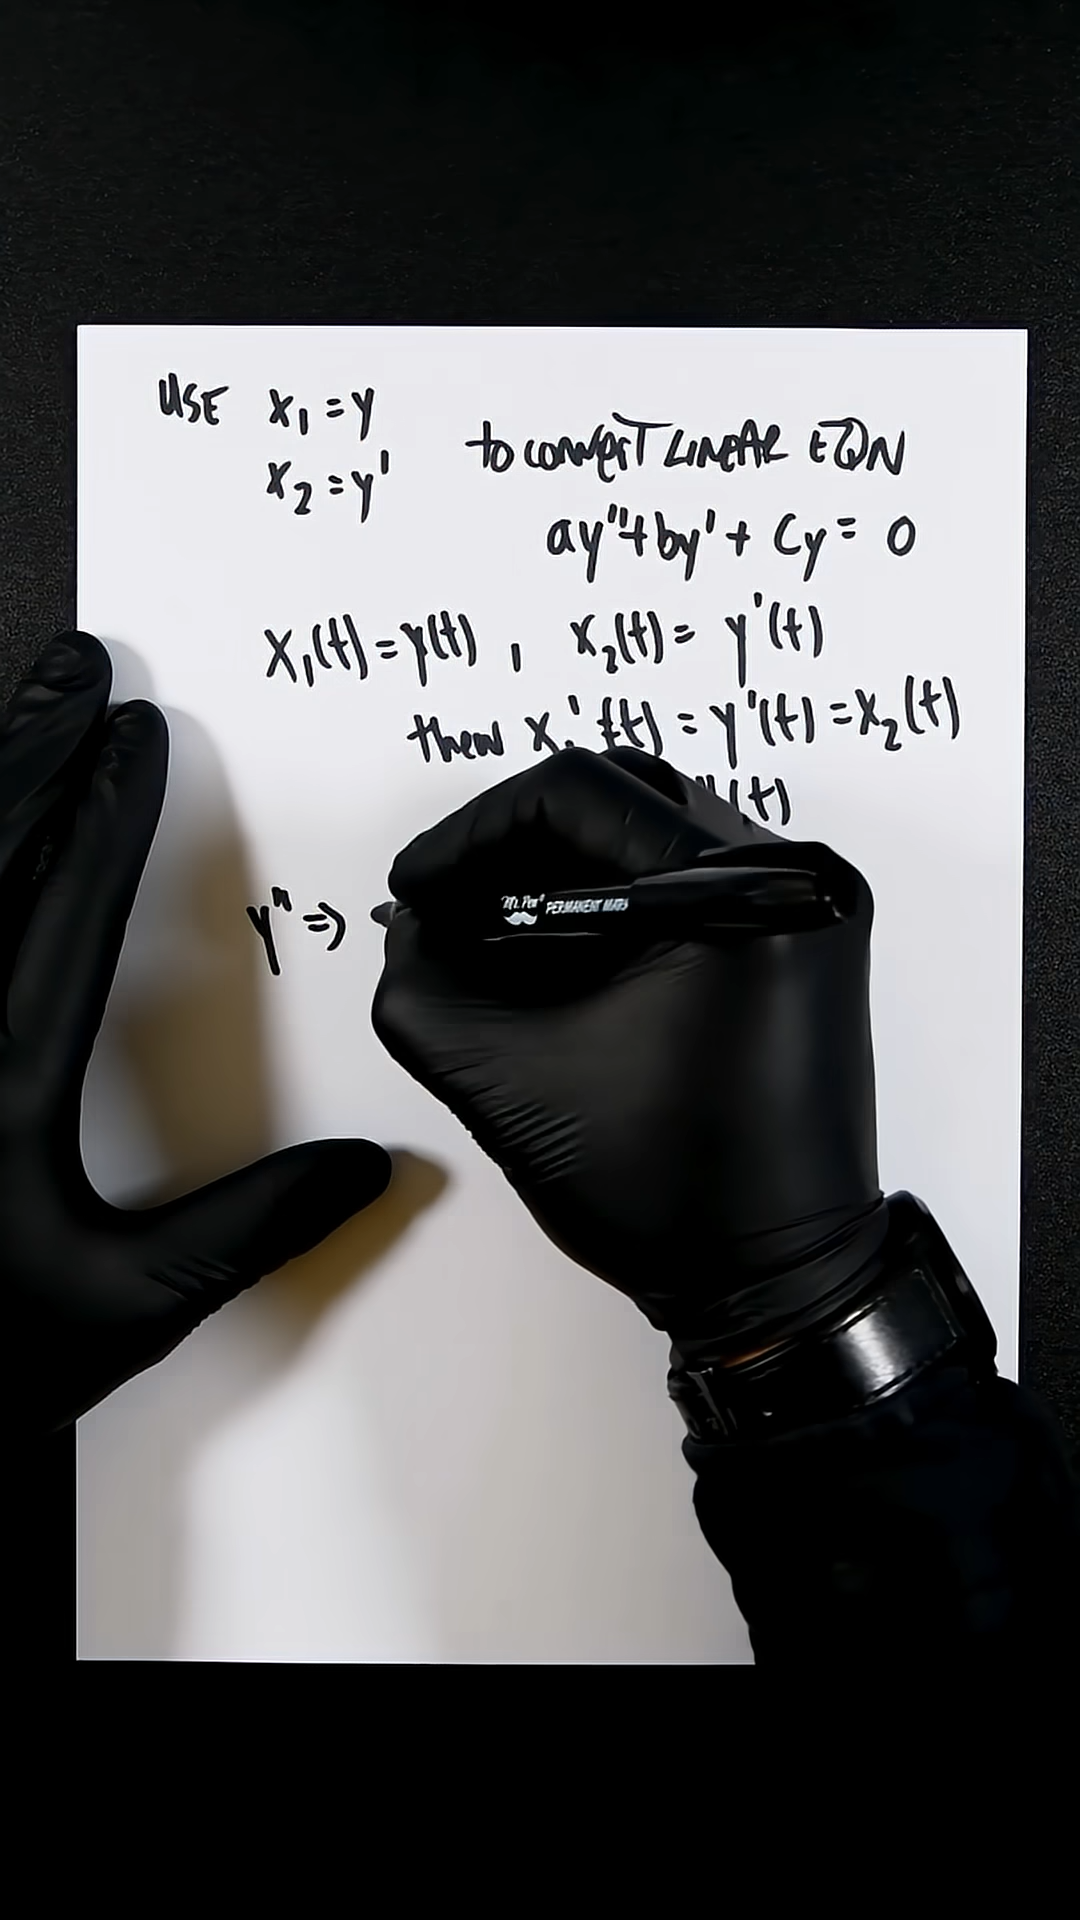 USE x₁ = y
x₂ = y'
to convert LINEAR EQN
ay" + by' + cy = 0
x₁(t) = y(t), x₂(t) = y'(t)
then x₁'(t) = y'(t) = x₂(t)
"(t)
y" ⇒
Mr. Pen PERMANENT MARK